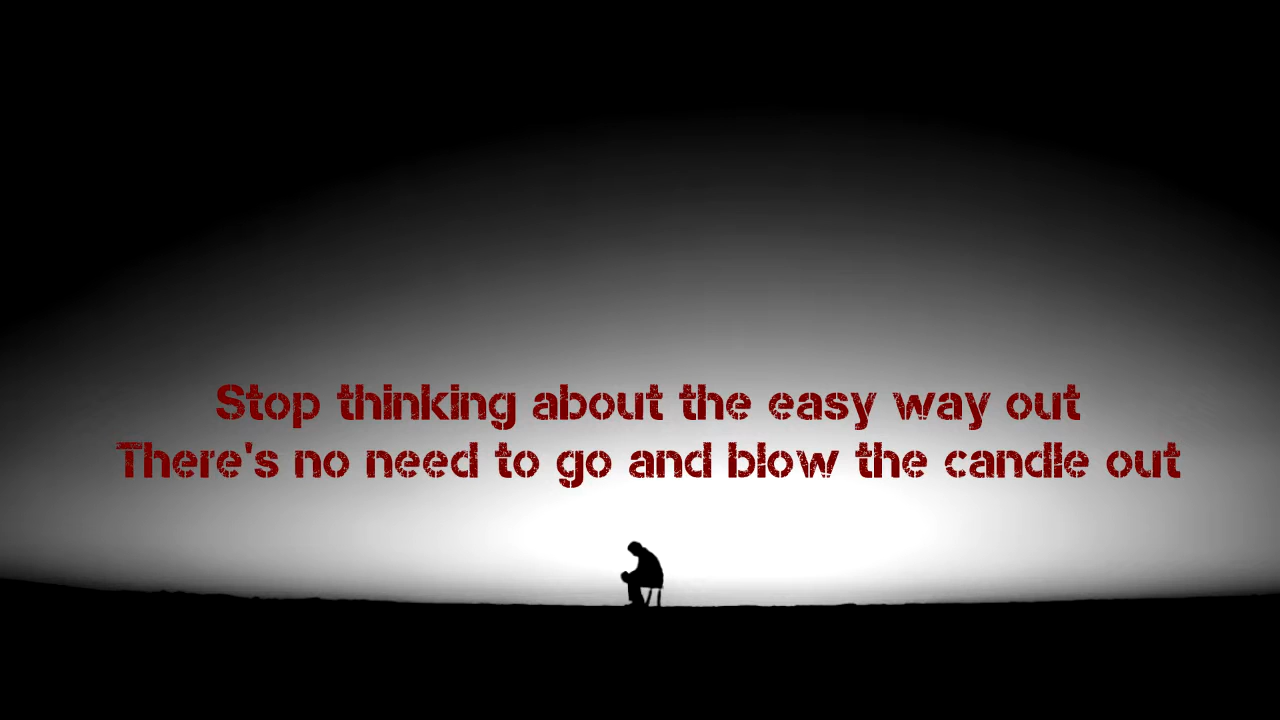 Stop thinking about the easy way out
There's no need to go and blow the candle out